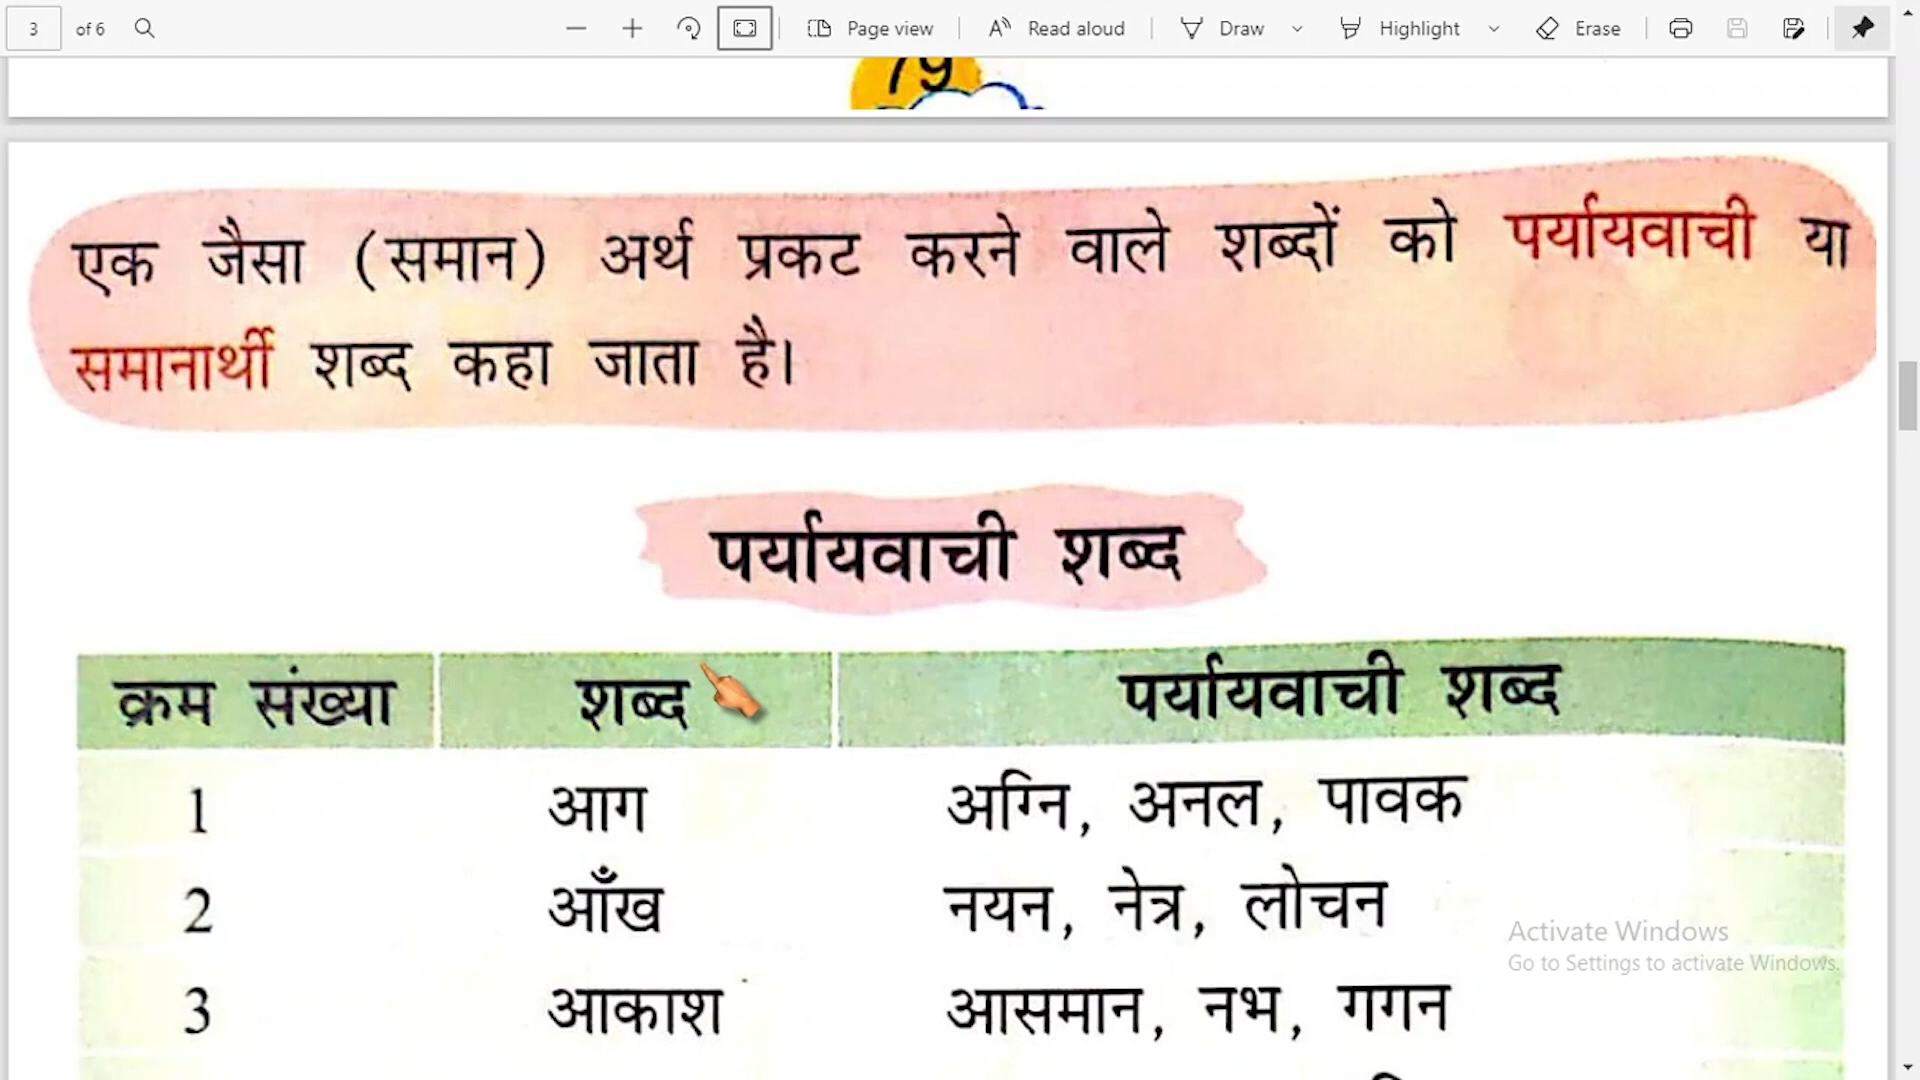 3 of 6 Page view Read aloud Draw Highlight Erase
79
एक जैसा (समान) अर्थ प्रकट करने वाले शब्दों को पर्यायवाची या
समानार्थी शब्द कहा जाता है।
पर्यायवाची शब्द
क्रम संख्या शब्द पर्यायवाची शब्द
1 आग अग्नि, अनल, पावक
2 आँख नयन, नेत्र, लोचन
3 आकाश आसमान, नभ, गगन
Activate Windows
Go to Settings to activate Windows.